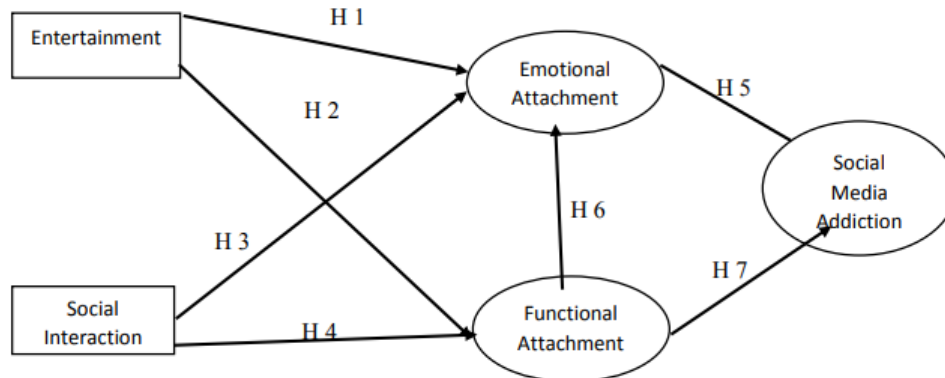 H 1
Entertainment
Emotional
Attachment
H 5
H 2
Social
Media
Addiction
H 6
H 3
H 7
Social
Interaction
H 4
Functional
Attachment